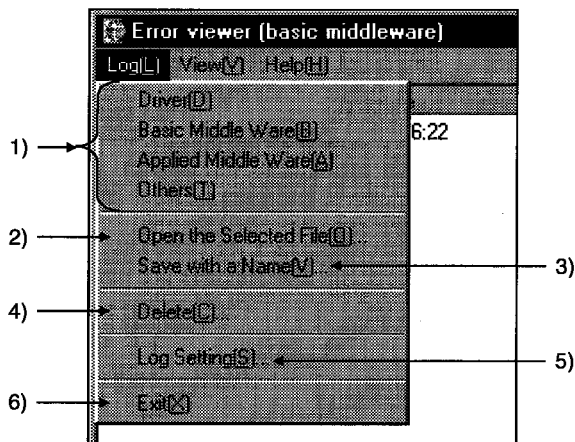 Error viewer (basic middleware)
Log(L) View(V) Help(H)
Driver(D)
Basic Middle Ware(B)
6:22
1)
Applied Middle Ware(A)
Others(T)
2)
Open the Selected File(O)...
Save with a Name(V)...
3)
4)
Delete(C)...
Log Setting(S)...
5)
6)
Exit(X)